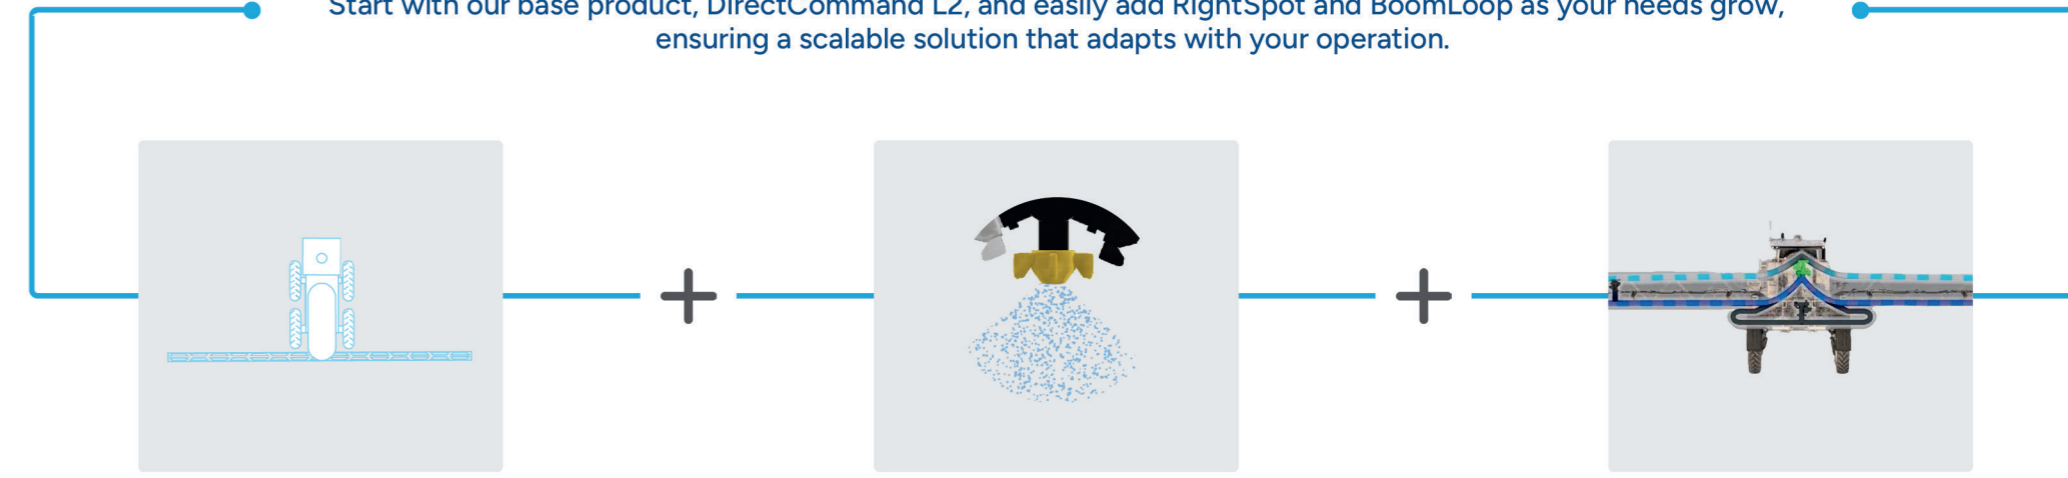 Start with our base product, DirectCommand L2, and easily add RightSpot and BoomLoop as your needs grow,
ensuring a scalable solution that adapts with your operation.